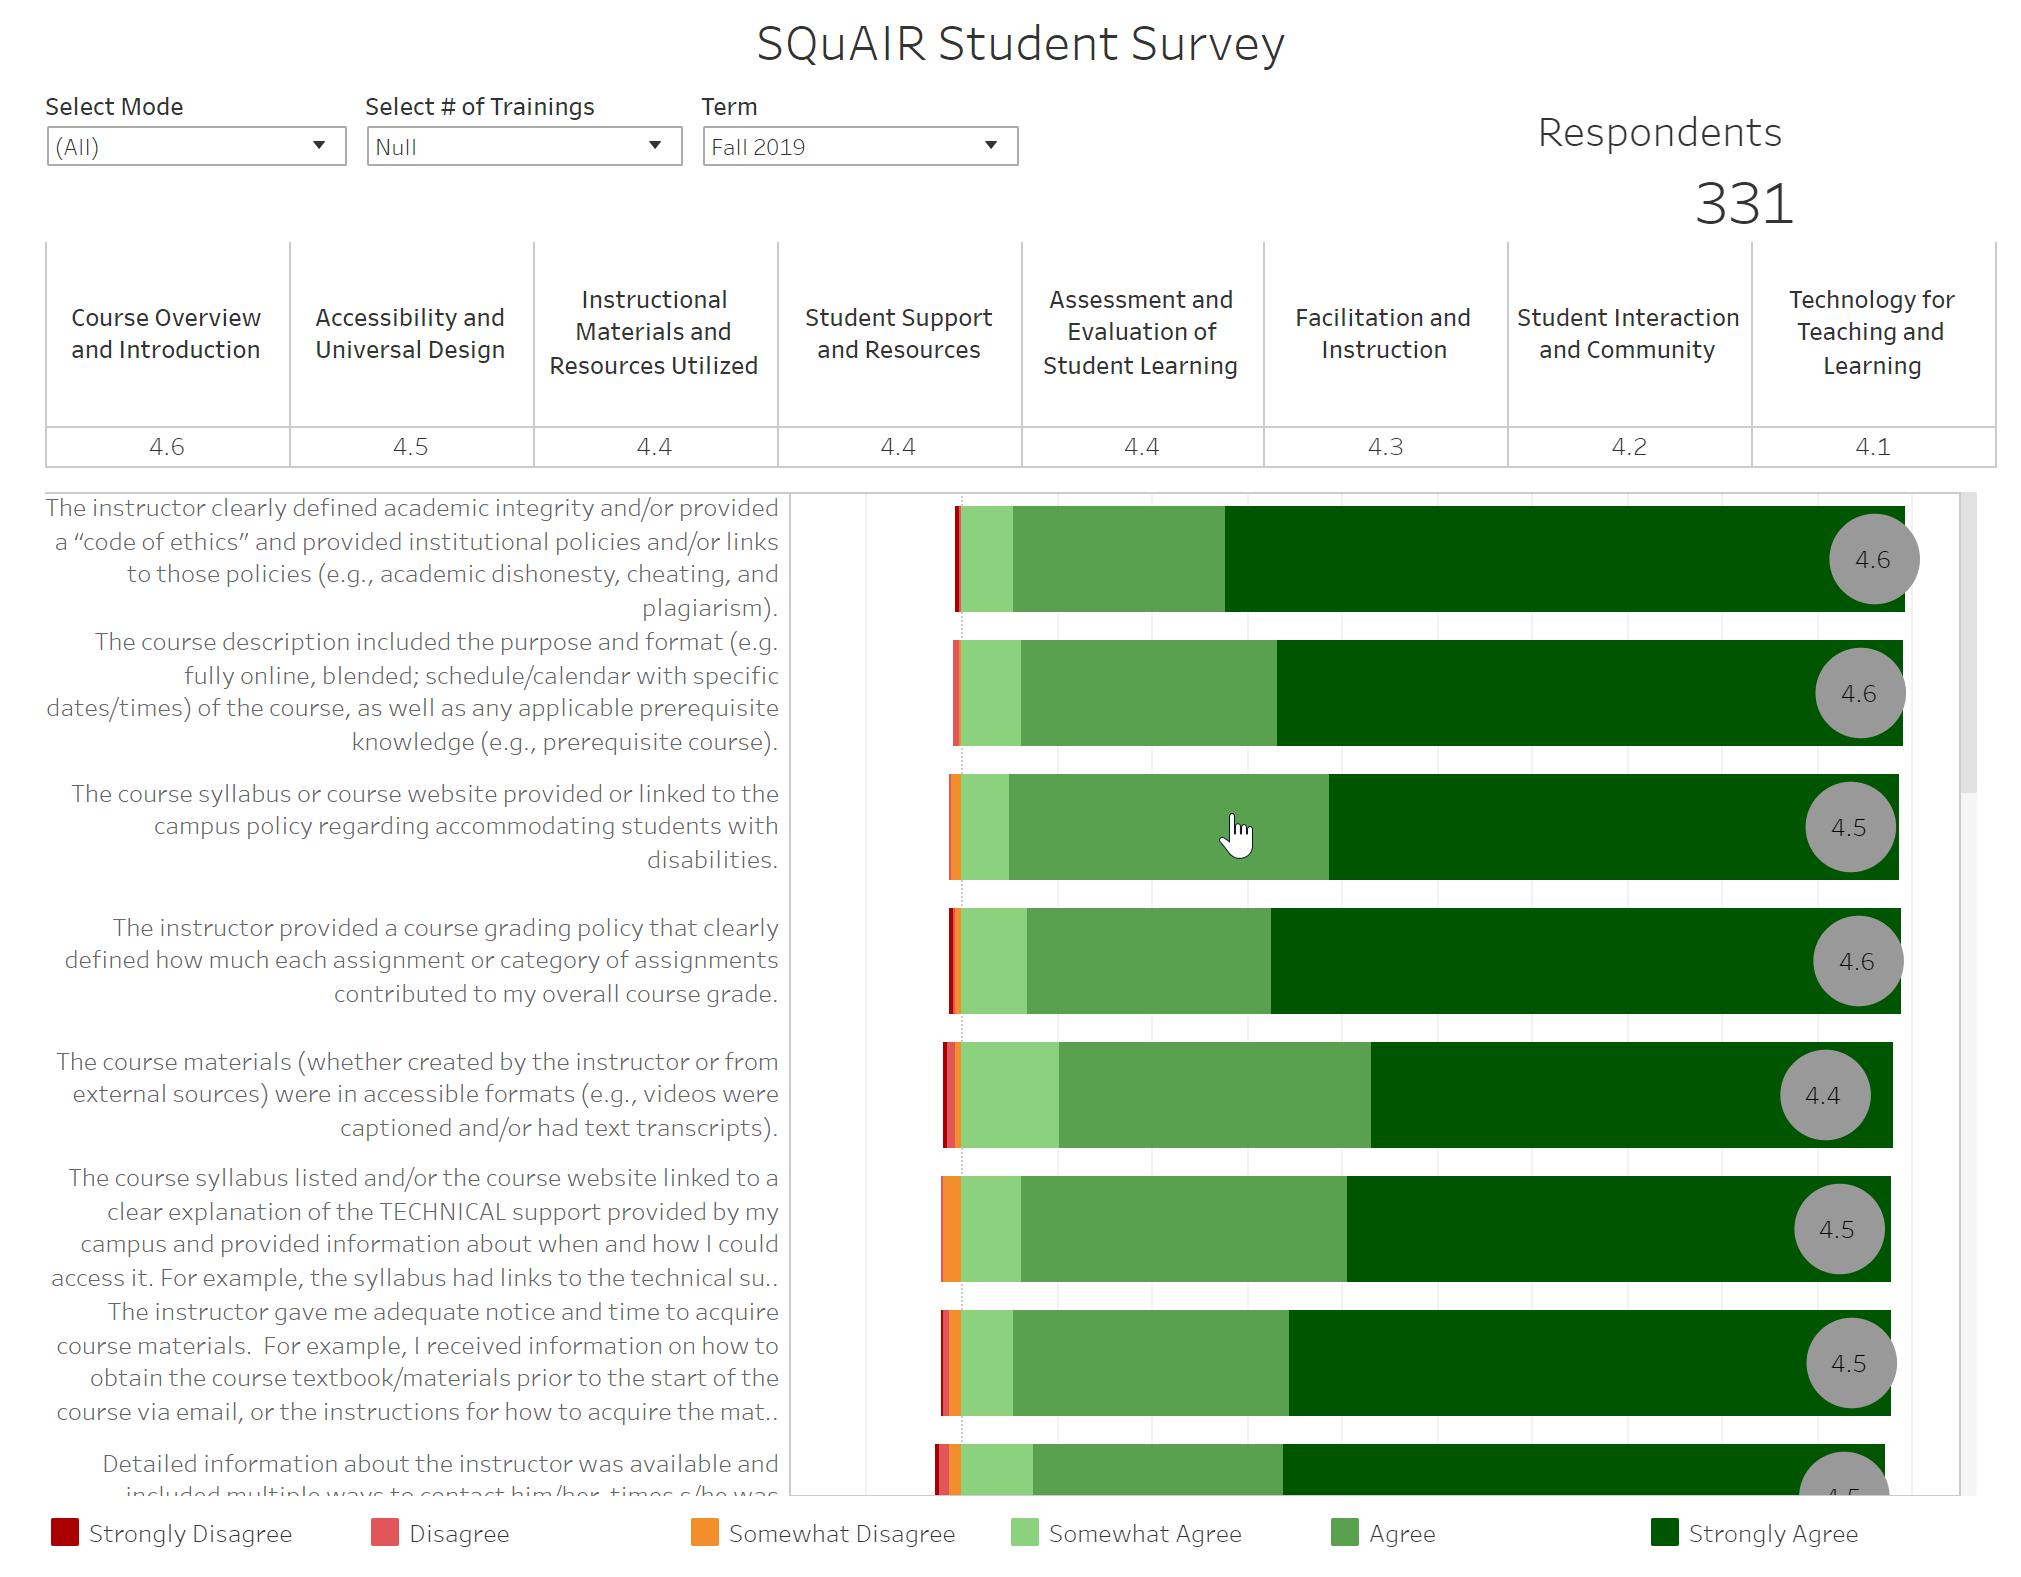 SQuAIR Student Survey
Select Mode
Select # of Trainings
Term
(All)
Null
Fall 2019
Respondents
331
Course Overview
and Introduction
Accessibility and
Universal Design
Instructional
Materials and
Resources Utilized
Student Support
and Resources
Assessment and
Evaluation of
Student Learning
Facilitation and
Instruction
Student Interaction
and Community
Technology for
Teaching and
Learning
4.6
4.5
4.4
4.4
4.4
4.3
4.2
4.1
The instructor clearly defined academic integrity and/or provided
a “code of ethics” and provided institutional policies and/or links
to those policies (e.g., academic dishonesty, cheating, and
plagiarism).
4.6
The course description included the purpose and format (e.g.
fully online, blended; schedule/calendar with specific
dates/times) of the course, as well as any applicable prerequisite
knowledge (e.g., prerequisite course).
4.6
The course syllabus or course website provided or linked to the
campus policy regarding accommodating students with
disabilities.
4.5
The instructor provided a course grading policy that clearly
defined how much each assignment or category of assignments
contributed to my overall course grade.
4.6
The course materials (whether created by the instructor or from
external sources) were in accessible formats (e.g., videos were
captioned and/or had text transcripts).
4.4
The course syllabus listed and/or the course website linked to a
clear explanation of the TECHNICAL support provided by my
campus and provided information about when and how I could
access it. For example, the syllabus had links to the technical su..
4.5
The instructor gave me adequate notice and time to acquire
course materials.  For example, I received information on how to
obtain the course textbook/materials prior to the start of the
course via email, or the instructions for how to acquire the mat..
4.5
Detailed information about the instructor was available and
included multiple ways to contact him/her, times s/he was
4.5
Strongly Disagree
Disagree
Somewhat Disagree
Somewhat Agree
Agree
Strongly Agree